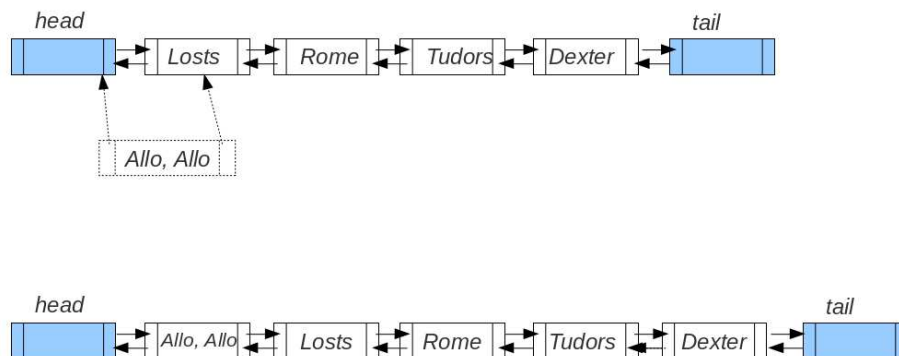 head
tail
Losts Rome Tudors Dexter
Allo, Allo
head
tail
Allo, Allo Losts Rome Tudors Dexter